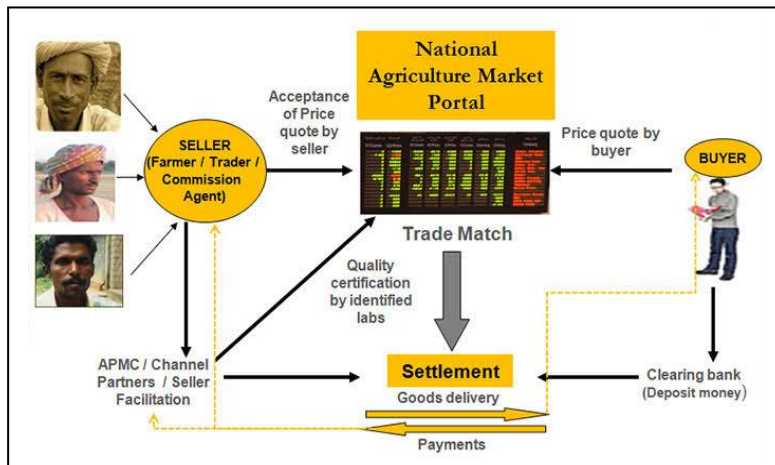 National
Agriculture Market
Portal
Acceptance
of Price
quote by
seller
SELLER
(Farmer / Trader /
Commission
Agent)
Price quote by
buyer
BUYER
Trade Match
Quality
certification
by identified
labs
APMC / Channel
Partners / Seller
Facilitation
Settlement
Goods delivery
Payments
Clearing bank
(Deposit money)